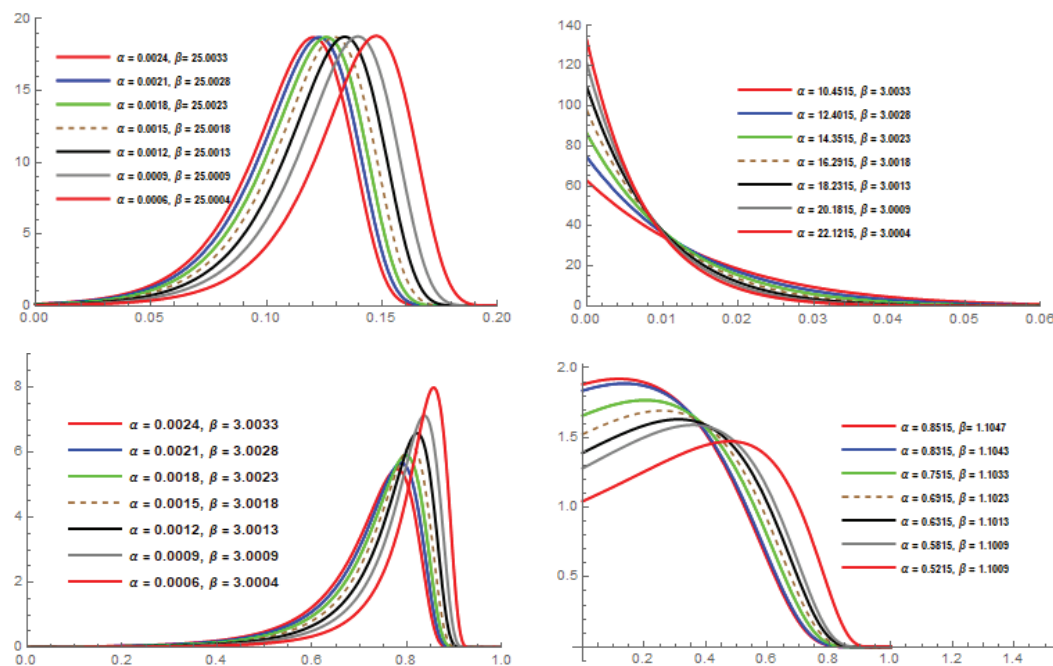 20
15
10
5
0
0.00
0.05
0.10
0.15
0.20
α = 0.0024, β= 25.0033
α = 0.0021, β = 25.0028
α = 0.0018, β = 25.0023
α = 0.0015, β = 25.0018
α = 0.0012, β = 25.0013
α = 0.0009, β = 25.0009
α = 0.0006, β = 25.0004
140
120
100
80
60
40
20
0
0.00
0.01
0.02
0.03
0.04
0.05
0.06
α = 10.4515, β = 3.0033
α = 12.4015, β = 3.0028
α = 14.3515, β = 3.0023
α = 16.2915, β = 3.0018
α = 18.2315, β = 3.0013
α = 20.1815, β = 3.0009
α = 22.1215, β = 3.0004
8
6
4
2
0
0.0
0.2
0.4
0.6
0.8
1.0
α = 0.0024, β = 3.0033
α = 0.0021, β = 3.0028
α = 0.0018, β = 3.0023
α = 0.0015, β = 3.0018
α = 0.0012, β = 3.0013
α = 0.0009, β = 3.0009
α = 0.0006, β = 3.0004
2.0
1.5
1.0
0.5
0.2
0.4
0.6
0.8
1.0
1.2
1.4
α = 0.8515, β= 1.1047
α = 0.8315, β= 1.1043
α = 0.7515, β = 1.1033
α = 0.6915, β = 1.1023
α = 0.6315, β = 1.1013
α = 0.5815, β = 1.1009
α = 0.5215, β = 1.1009